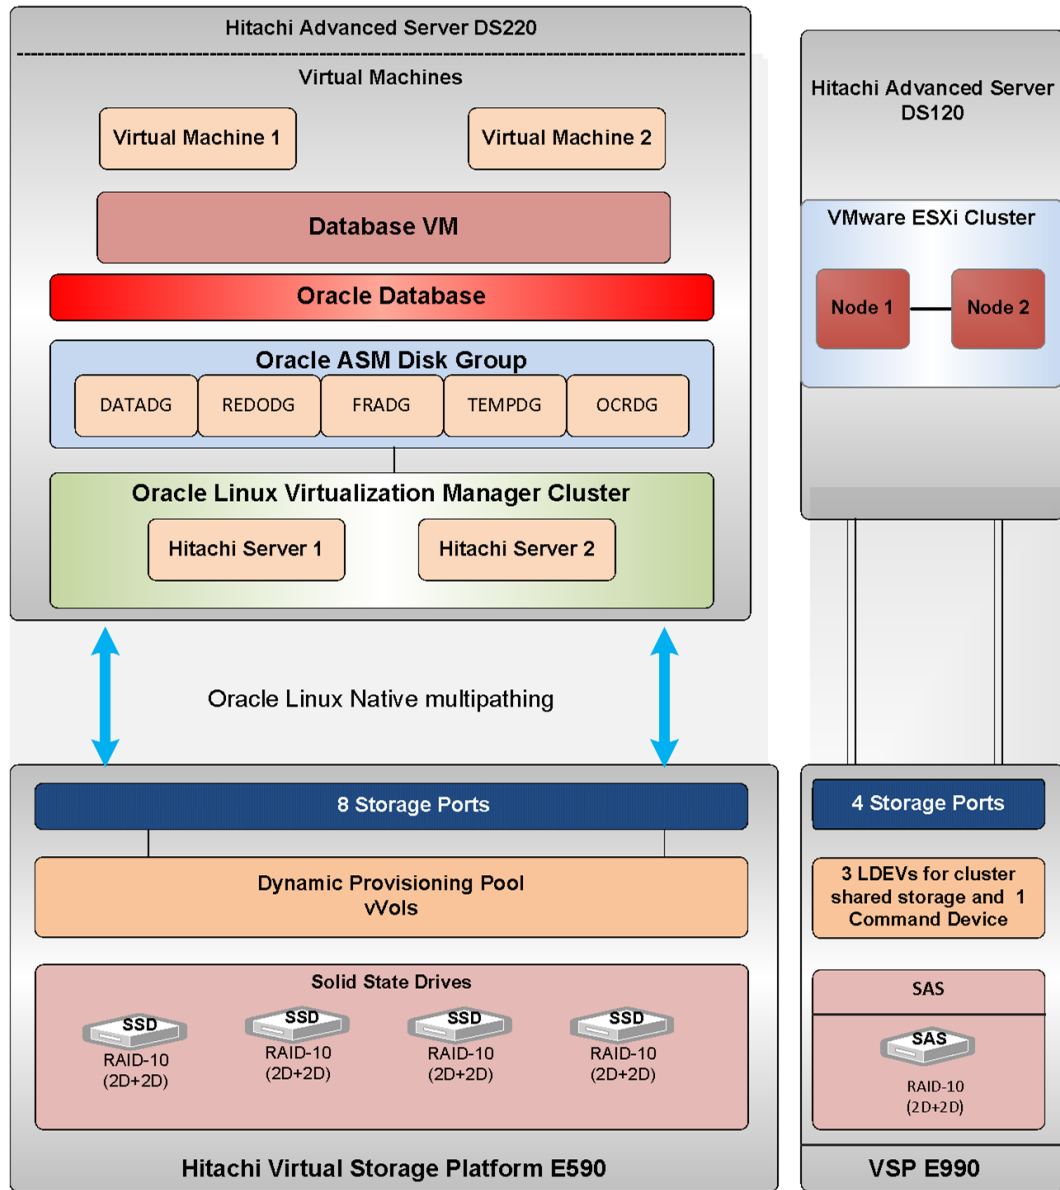 Hitachi Advanced Server DS220
Virtual Machines
Virtual Machine 1
Virtual Machine 2
Database VM
Oracle Database
Oracle ASM Disk Group
DATADG
REDODG
FRADG
TEMPDG
OCRDG
Oracle Linux Virtualization Manager Cluster
Hitachi Server 1
Hitachi Server 2
Oracle Linux Native multipathing
8 Storage Ports
Dynamic Provisioning Pool
vVols
Solid State Drives
SSD
RAID-10
(2D+2D)
SSD
RAID-10
(2D+2D)
SSD
RAID-10
(2D+2D)
SSD
RAID-10
(2D+2D)
Hitachi Virtual Storage Platform E590
Hitachi Advanced Server
DS120
VMware ESXi Cluster
Node 1
Node 2
4 Storage Ports
3 LDEVs for cluster
shared storage and 1
Command Device
SAS
SAS
RAID-10
(2D+2D)
VSP E990